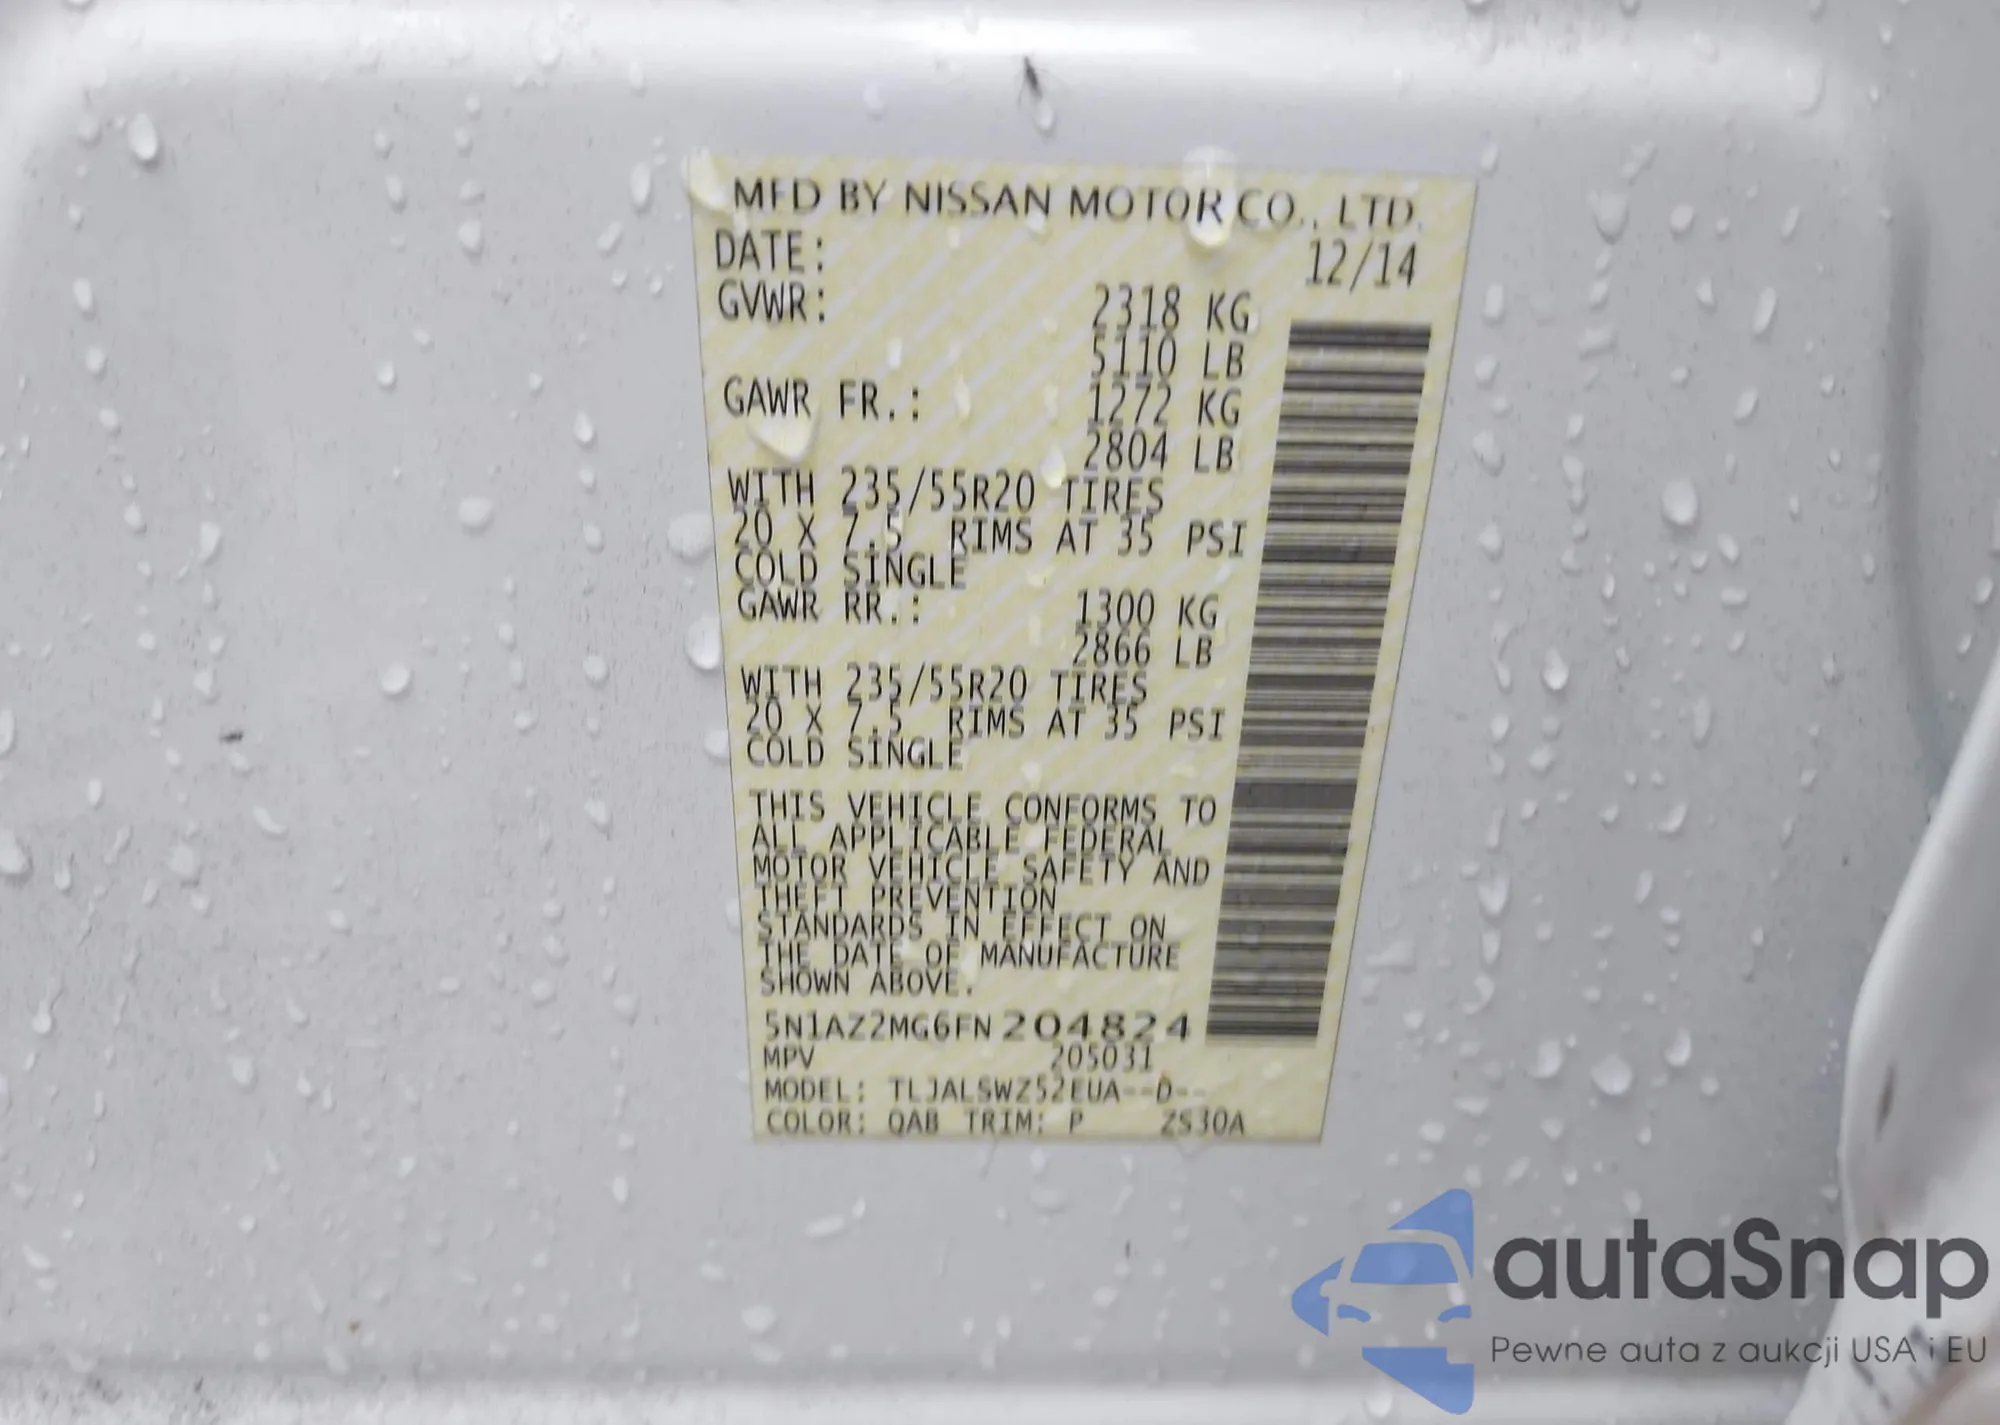 MFD BY NISSAN MOTOR CO., LTD.
DATE: 12/14
GVWR: 2318 KG
5110 LB
GAWR FR.: 1272 KG
2804 LB
WITH 235/55R20 TIRES
20 X 7.5 RIMS AT 35 PSI
COLD SINGLE
GAWR RR.: 1300 KG
2866 LB
WITH 235/55R20 TIRES
20 X 7.5 RIMS AT 35 PSI
COLD SINGLE
THIS VEHICLE CONFORMS TO
ALL APPLICABLE FEDERAL
MOTOR VEHICLE SAFETY AND
THEFT PREVENTION
STANDARDS IN EFFECT ON
THE DATE OF MANUFACTURE
SHOWN ABOVE.
5N1AZ2MG6FN204824
MPV 205031
MODEL: TLJALSWZ52EUA--D--
COLOR: QAB TRIM: P ZS30A
autaSnap
Pewne auta z aukcji USA i EU